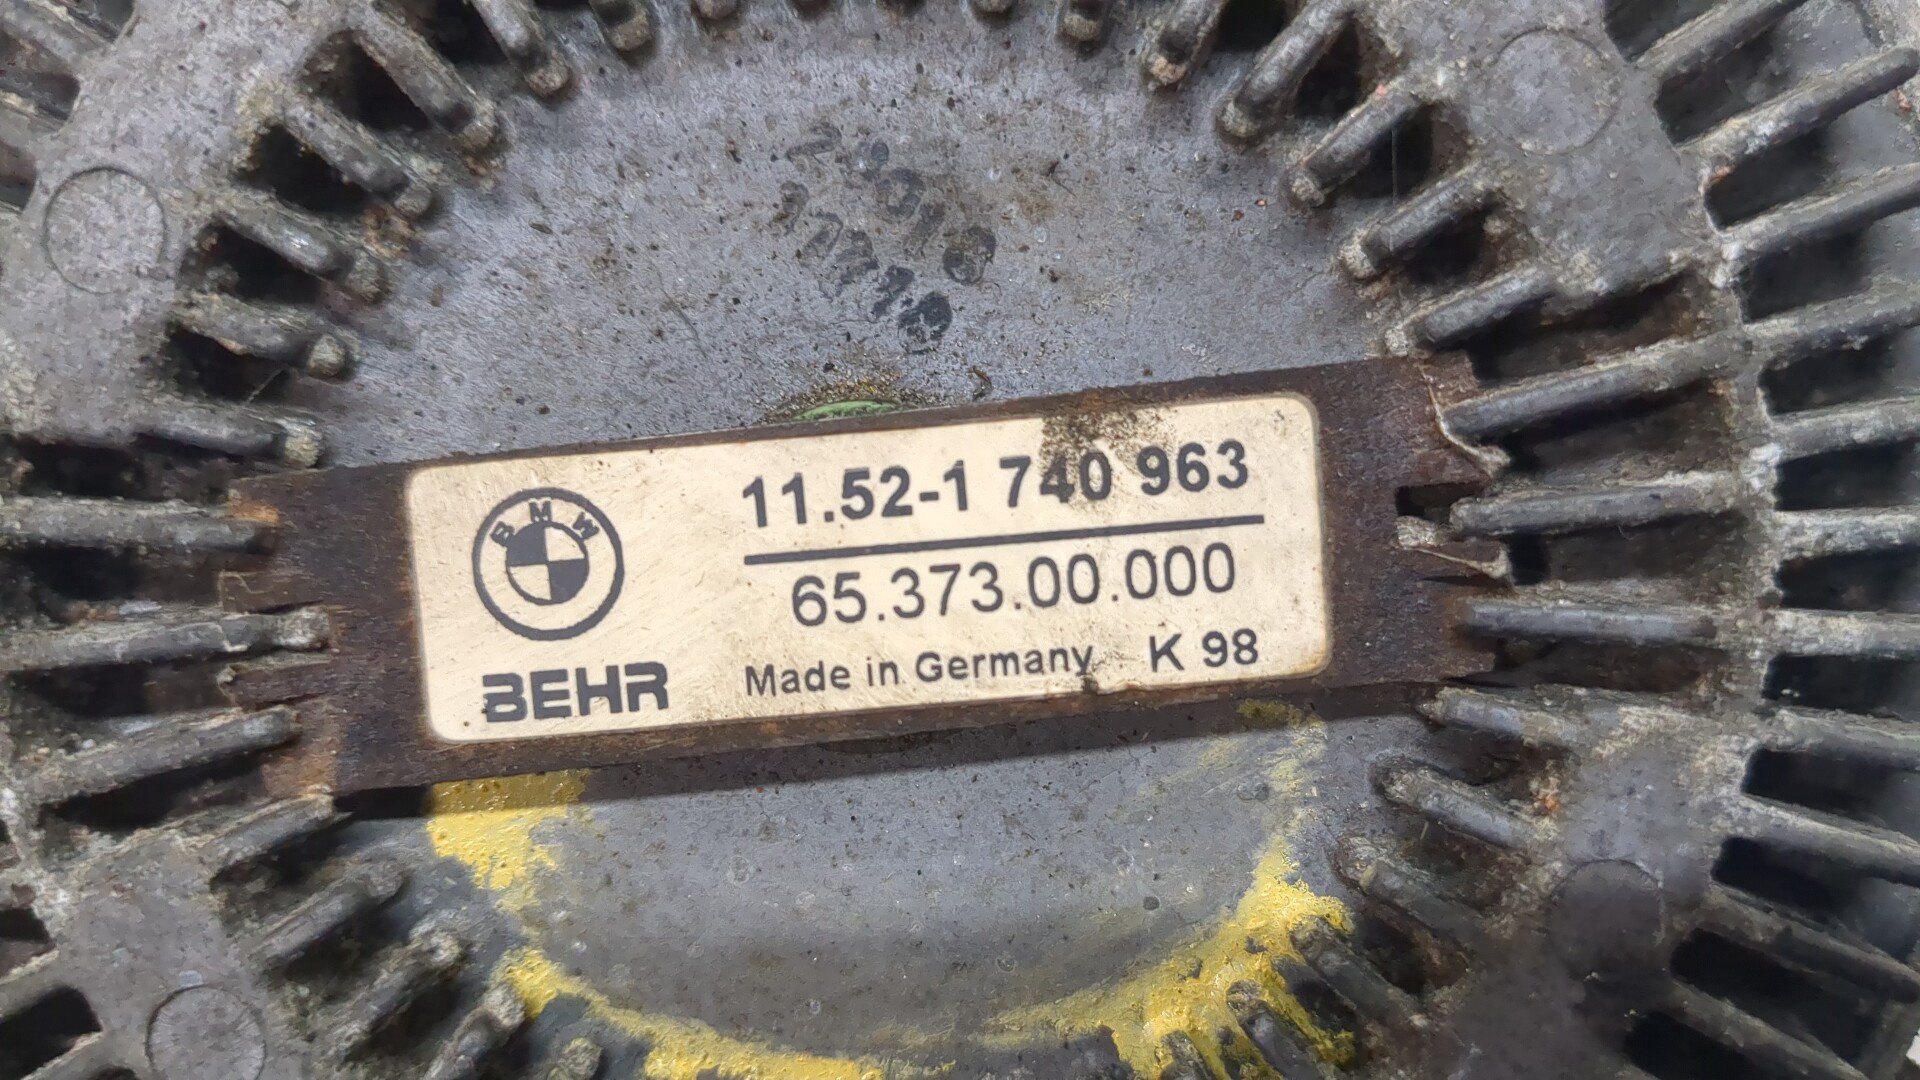 11.52-1 740 963
BMW
65.373.00.000
BEHR
Made in Germany K 98